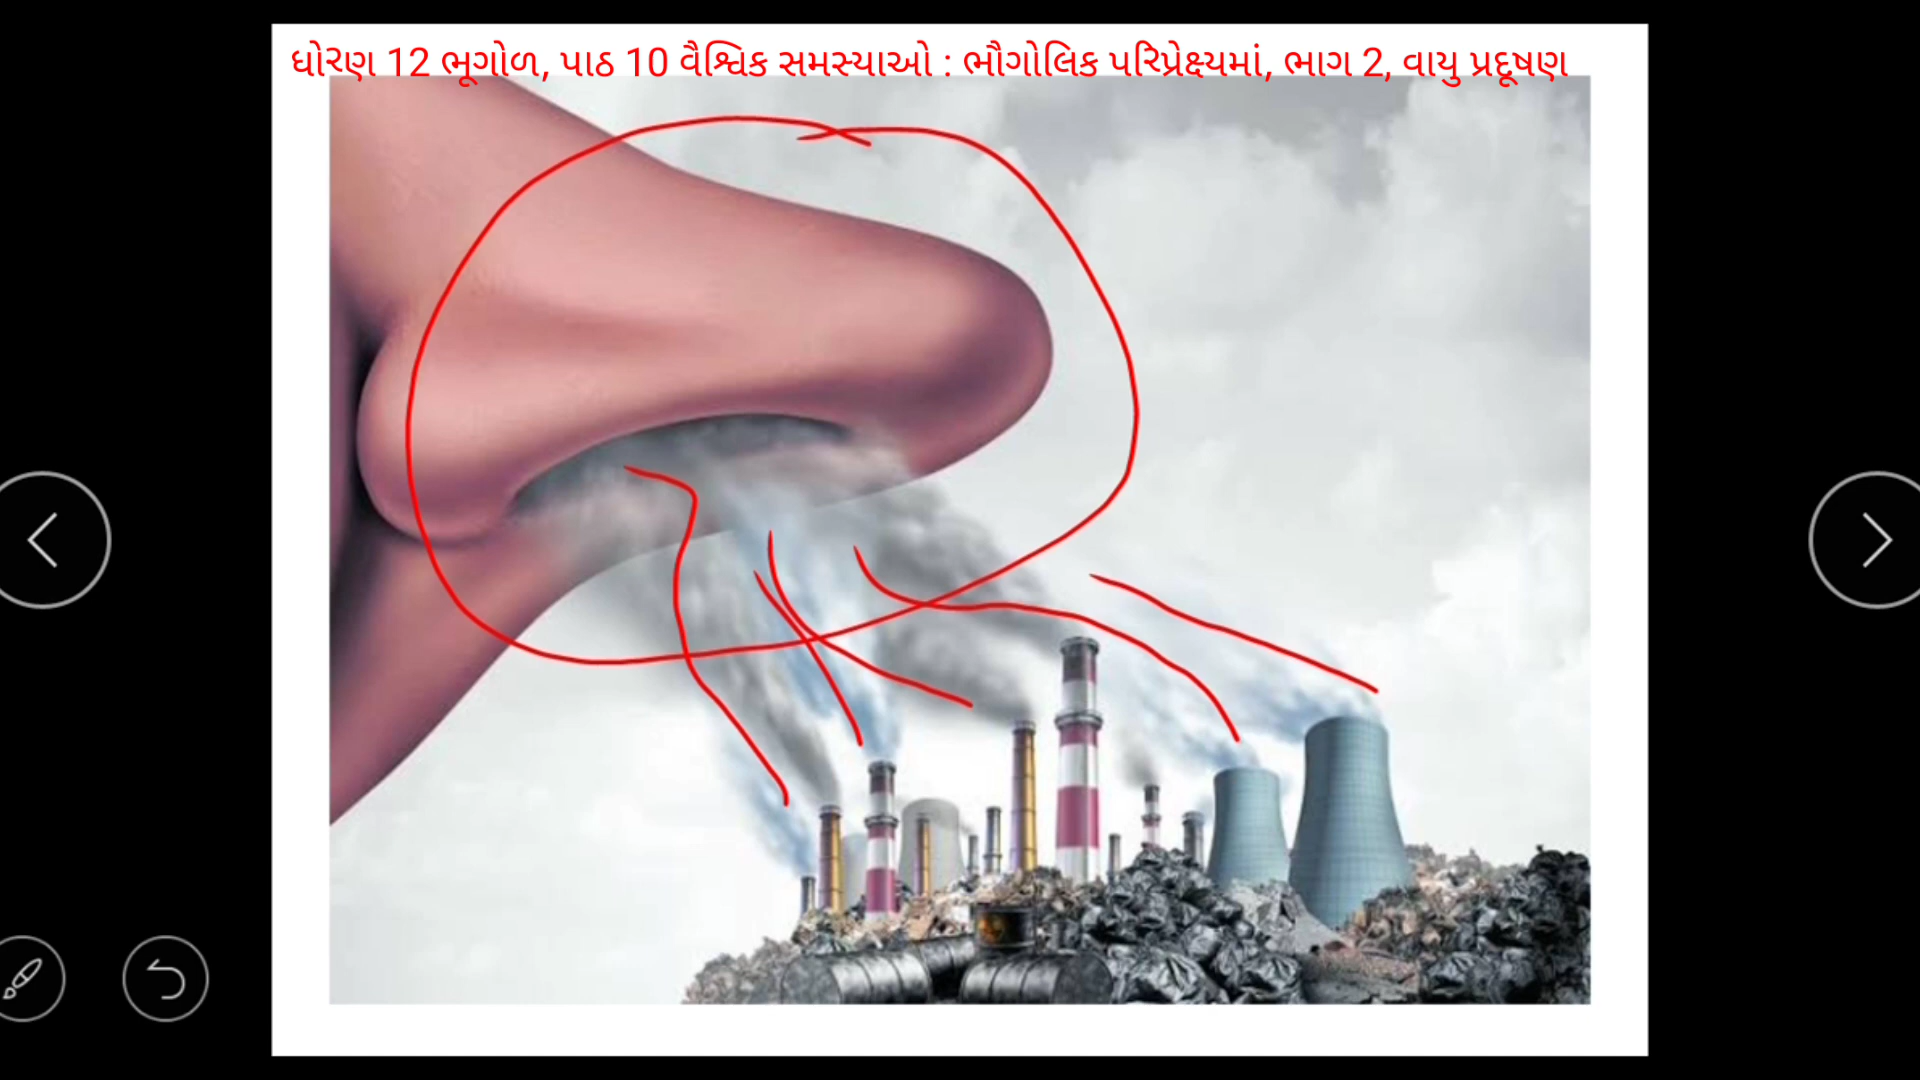 ધોરણ 12 ભૂગોળ, પાઠ 10 વૈશ્વિક સમસ્યાઓ : ભૌગોલિક પરિપ્રેક્ષ્યમાં, ભાગ 2, વાયુ પ્રદૂષણ